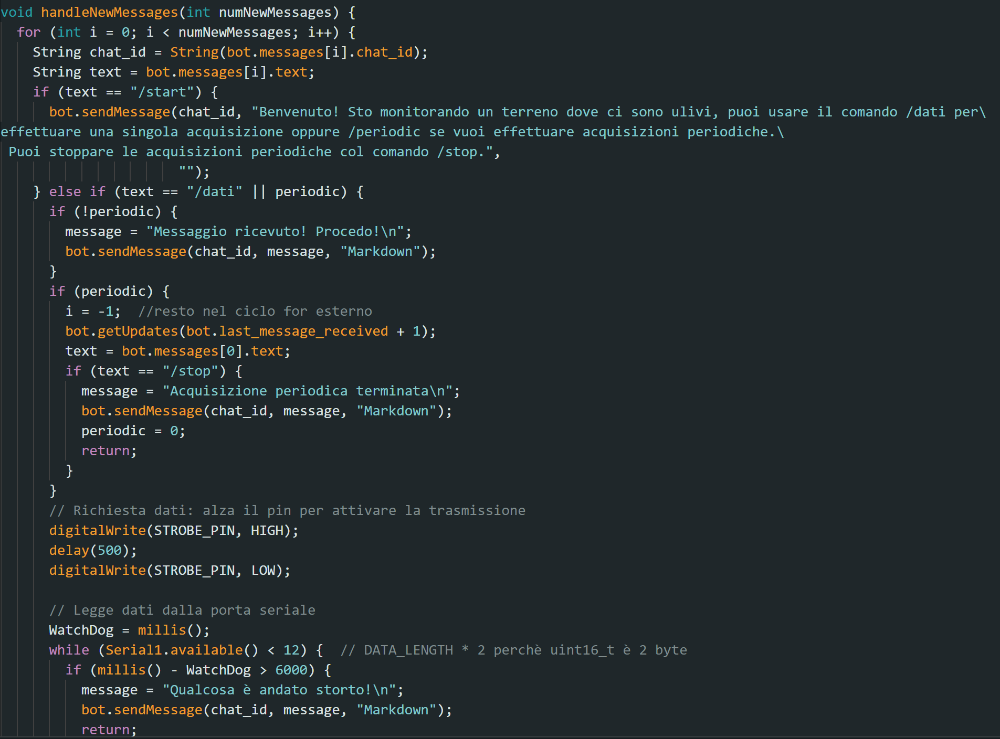 void handleNewMessages(int numNewMessages) {
  for (int i = 0; i < numNewMessages; i++) {
    String chat_id = String(bot.messages[i].chat_id);
    String text = bot.messages[i].text;
    if (text == "/start") {
      bot.sendMessage(chat_id, "Benvenuto! Sto monitorando un terreno dove ci sono ulivi, puoi usare il comando /dati per\
effettuare una singola acquisizione oppure /periodic se vuoi effettuare acquisizioni periodiche.\
 Puoi stoppare le acquisizioni periodiche col comando /stop.",
                      "");
    } else if (text == "/dati" || periodic) {
      if (!periodic) {
        message = "Messaggio ricevuto! Procedo!\n";
        bot.sendMessage(chat_id, message, "Markdown");
      }
      if (periodic) {
        i = -1;  //resto nel ciclo for esterno
        bot.getUpdates(bot.last_message_received + 1);
        text = bot.messages[0].text;
        if (text == "/stop") {
          message = "Acquisizione periodica terminata\n";
          bot.sendMessage(chat_id, message, "Markdown");
          periodic = 0;
          return;
        }
      }
      // Richiesta dati: alza il pin per attivare la trasmissione
      digitalWrite(STROBE_PIN, HIGH);
      delay(500);
      digitalWrite(STROBE_PIN, LOW);

      // Legge dati dalla porta seriale
      WatchDog = millis();
      while (Serial1.available() < 12) {  // DATA_LENGTH * 2 perchè uint16_t è 2 byte
        if (millis() - WatchDog > 6000) {
          message = "Qualcosa è andato storto!\n";
          bot.sendMessage(chat_id, message, "Markdown");
          return;